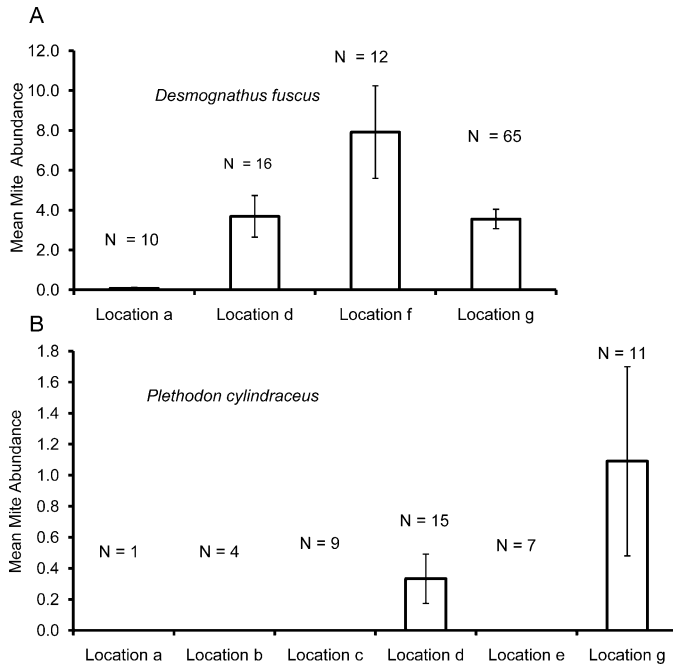 A
12.0
N = 12
10.0
Desmognathus fuscus
8.0
N = 65
N = 16
6.0
Mean Mite Abundance
4.0
N = 10
2.0
0.0
Location a Location d Location f Location g
B
1.8
N = 11
1.6
Plethodon cylindraceus
1.4
1.2
1.0
Mean Mite Abundance
0.8
N = 15
0.6
N = 1 N = 4 N = 9 N = 7
0.4
0.2
0.0
Location a Location b Location c Location d Location e Location g